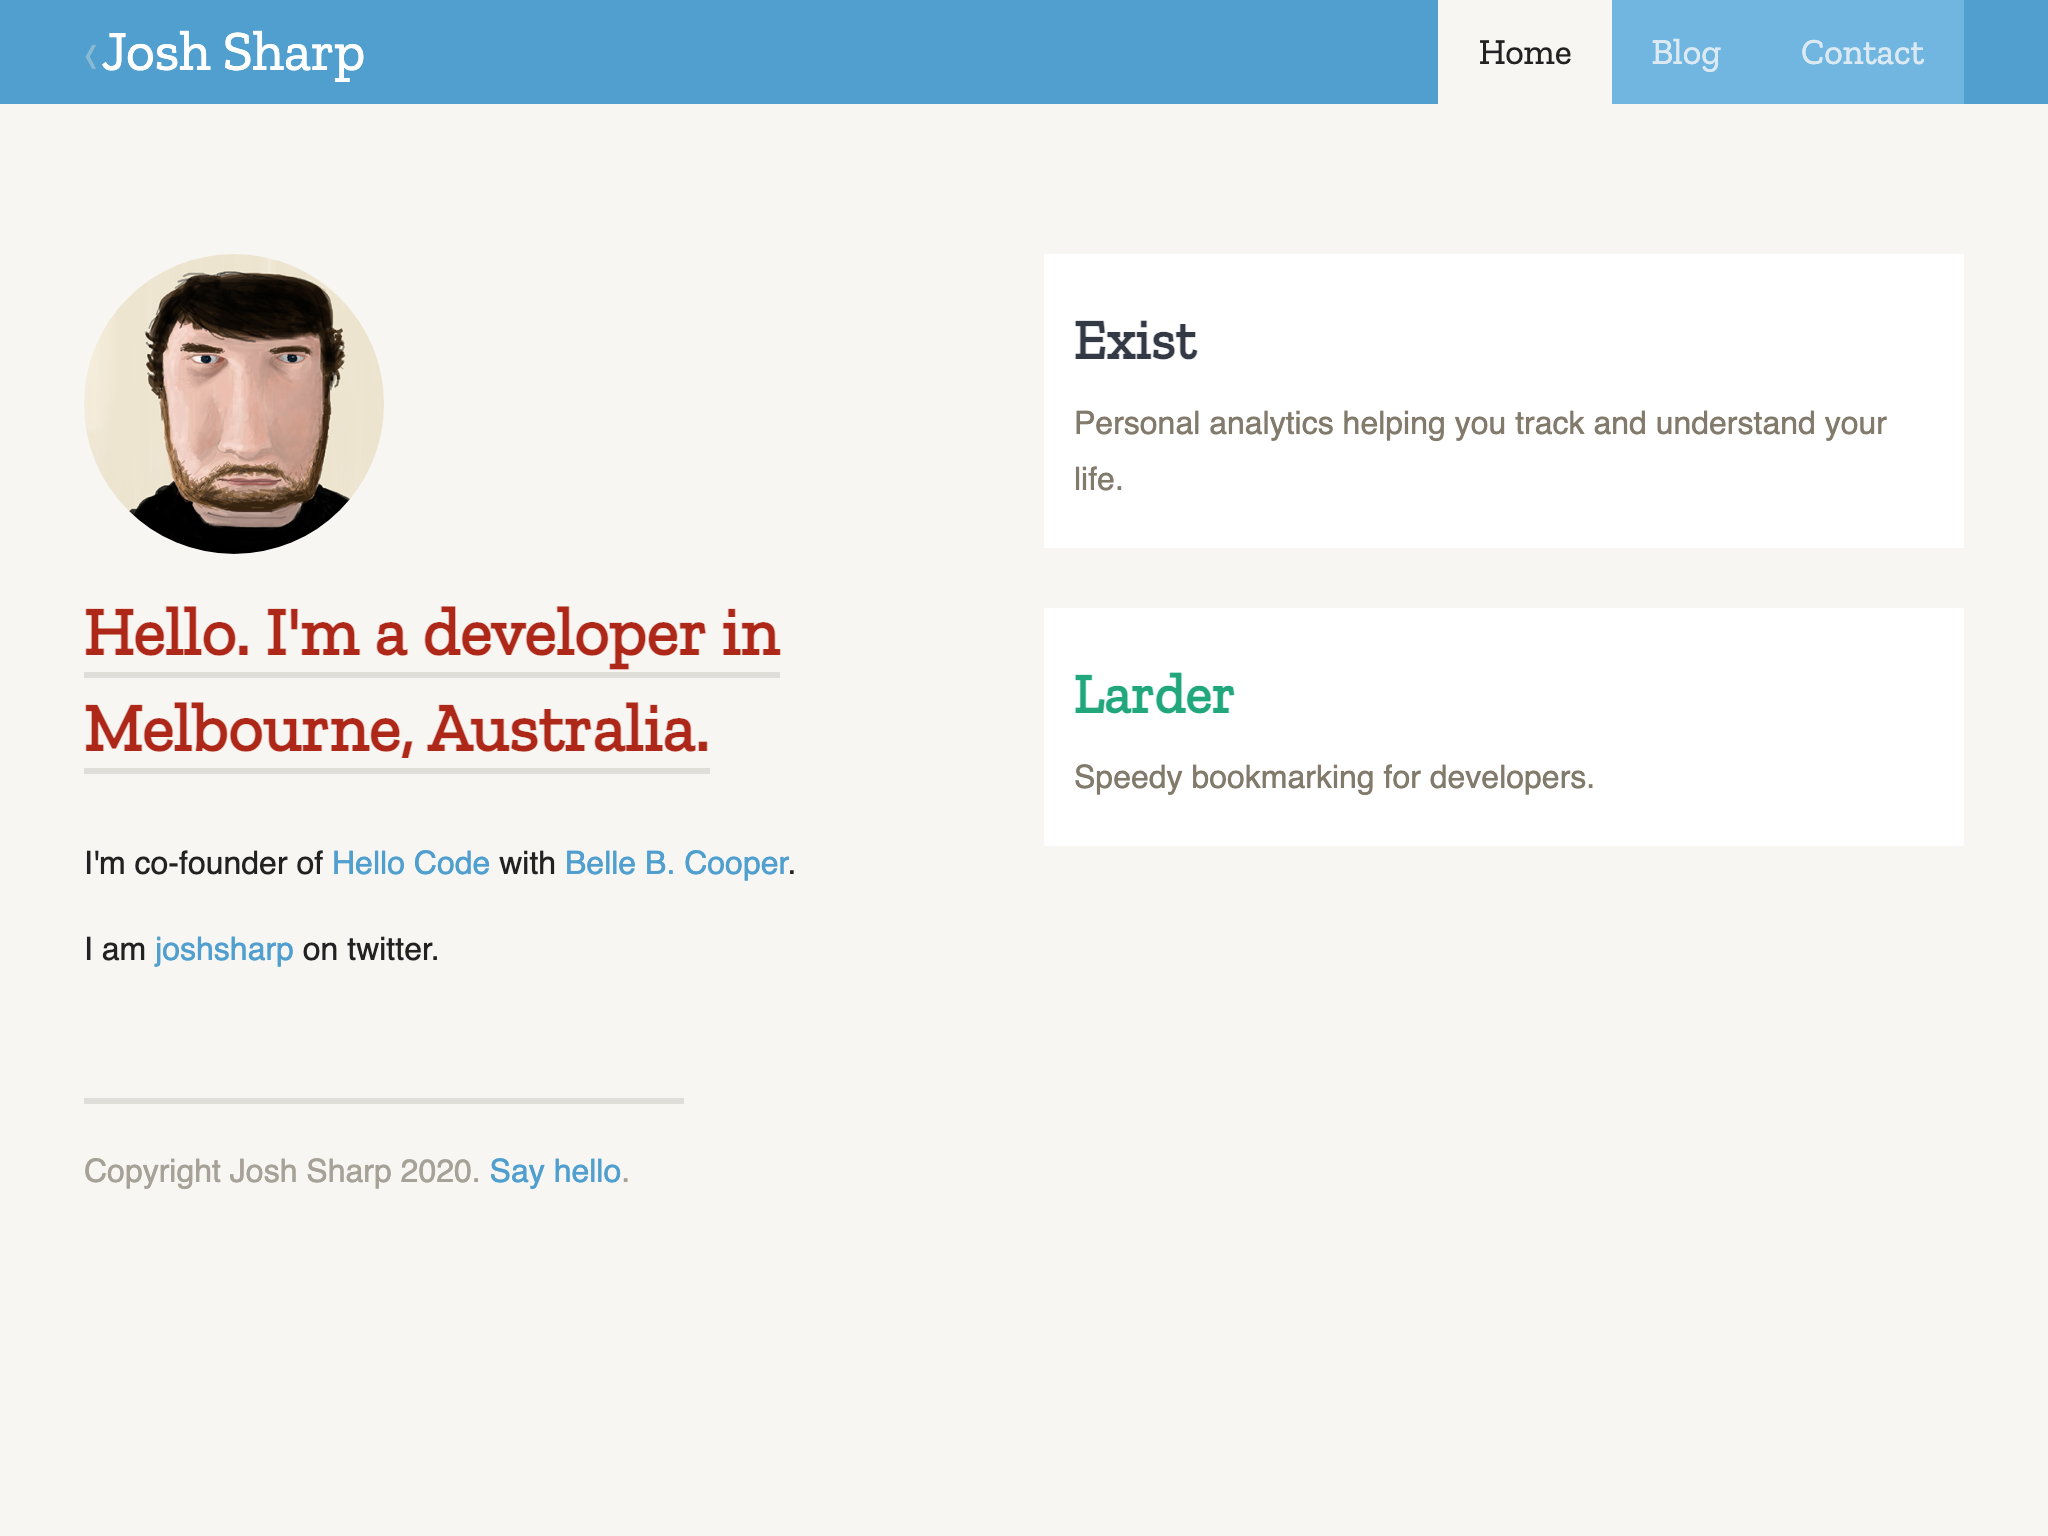 ‹Josh Sharp
Home
Blog
Contact
Hello. I'm a developer in
Melbourne, Australia.
I'm co-founder of Hello Code with Belle B. Cooper.
I am joshsharp on twitter.
Exist
Personal analytics helping you track and understand your
life.
Larder
Speedy bookmarking for developers.
Copyright Josh Sharp 2020. Say hello.